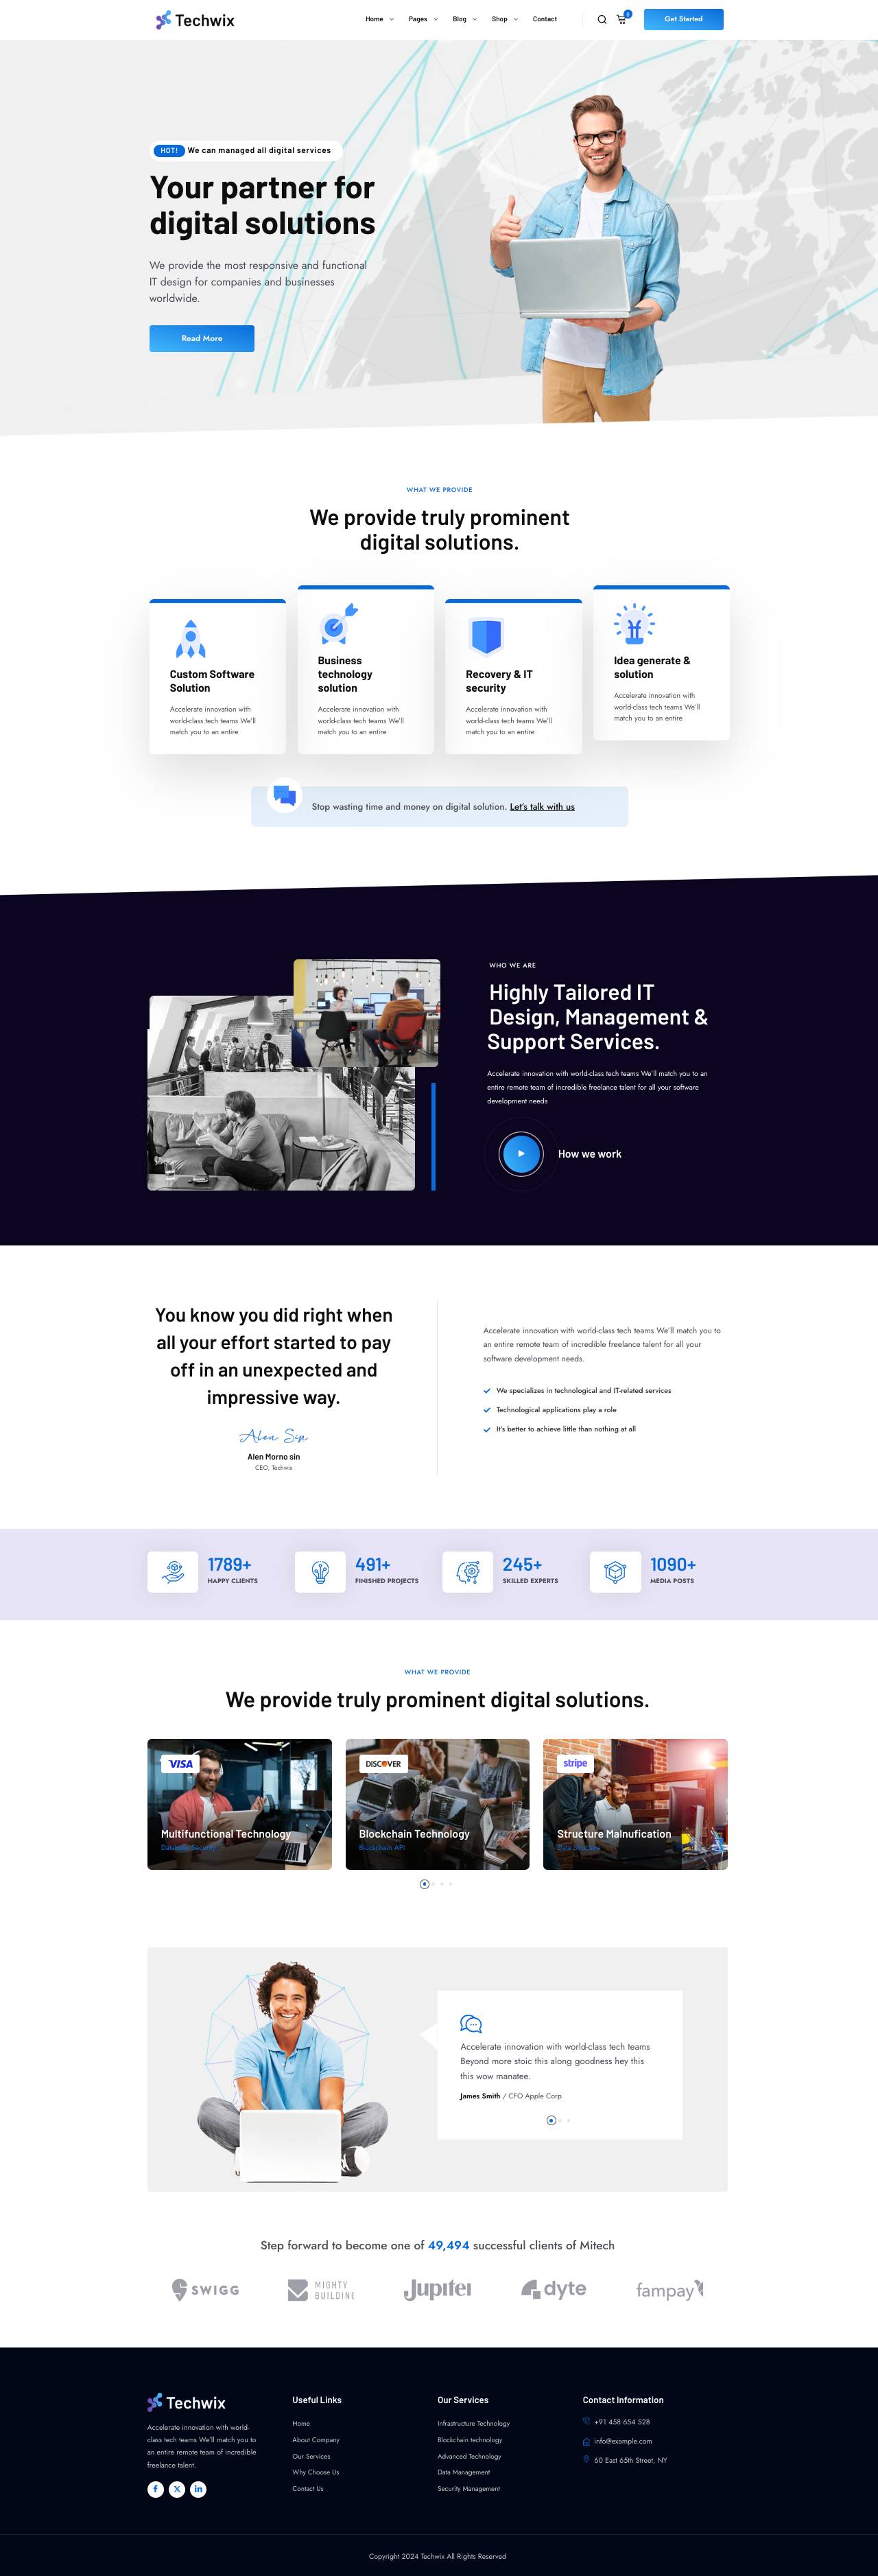 Techwix
Home
Pages
Blog
Shop
Contact
0
Get Started
HOT! We can managed all digital services
Your partner for
digital solutions
We provide the most responsive and functional
IT design for companies and businesses
worldwide.
Read More
WHAT WE PROVIDE
We provide truly prominent
digital solutions.
Custom Software
Solution
Accelerate innovation with
world-class tech teams We'll
match you to an entire
Business
technology
solution
Accelerate innovation with
world-class tech teams We'll
match you to an entire
Recovery & IT
security
Accelerate innovation with
world-class tech teams We'll
match you to an entire
Idea generate &
solution
Accelerate innovation with
world-class tech teams We'll
match you to an entire
Stop wasting time and money on digital solution. Let's talk with us
WHO WE ARE
Highly Tailored IT
Design, Management &
Support Services.
Accelerate innovation with world-class tech teams We'll match you to an
entire remote team of incredible freelance talent for all your software
development needs
How we work
You know you did right when
all your effort started to pay
off in an unexpected and
impressive way.
Alen Sin
Alen Morno sin
CEO, Techwix
Accelerate innovation with world-class tech teams We'll match you to
an entire remote team of incredible freelance talent for all your
software development needs.
We specializes in technological and IT-related services
Technological applications play a role
It's better to achieve little than nothing at all
1789+
HAPPY CLIENTS
491+
FINISHED PROJECTS
245+
SKILLED EXPERTS
1090+
MEDIA POSTS
WHAT WE PROVIDE
We provide truly prominent digital solutions.
VISA
Multifunctional Technology
DISCOVER
Blockchain Technology
Blockchain API
stripe
Structure Malnufication
Step forward to become one of 49,494 successful clients of Mitech
Accelerate innovation with world-class tech teams
Beyond more stoic this along goodness hey this
this wow manatee.
James Smith / CFO Apple Corp
SWIGG
MIGHTY
BUILDING
Jupiter
dyte
fampay
Techwix
Accelerate innovation with world-
class tech teams We'll match you to
an entire remote team of incredible
freelance talent.
Useful Links
Home
About Company
Our Services
Why Choose Us
Contact Us
Our Services
Infrastructure Technology
Blockchain technology
Advanced Technology
Data Management
Security Management
Contact Information
+91 458 654 528
info@example.com
60 East 65th Street, NY
Copyright 2024 Techwix All Rights Reserved